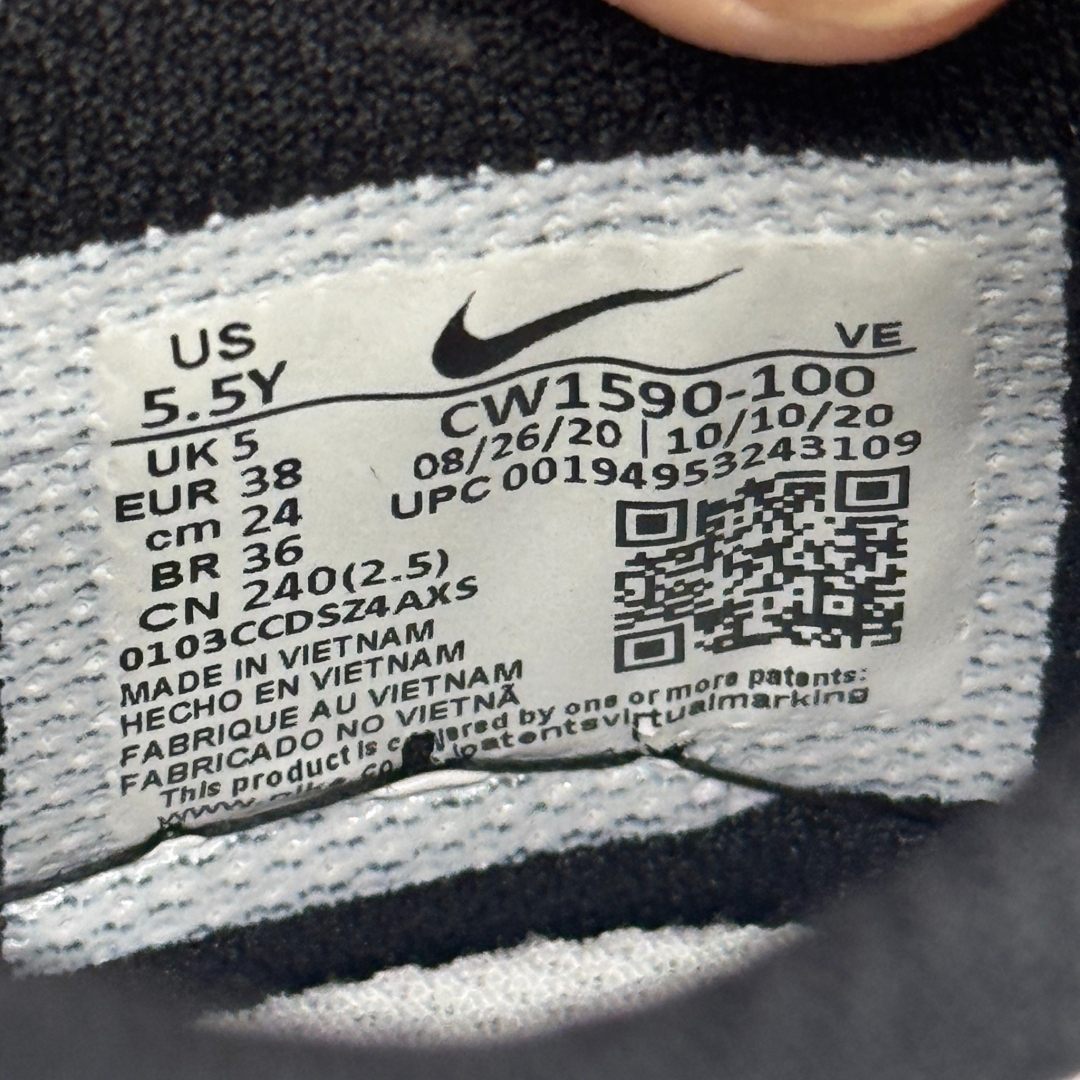 US
5.5Y
VE
UK 5
EUR 38
cm 24
BR 36
CN 240(2.5)
CW1590-100
08/26/20 | 10/10/20
UPC 00194953243109
0103CCDSZ4AXS
MADE IN VIETNAM
HECHO EN VIETNAM
FABRIQUE AU VIETNAM
FABRICADO NO VIETNÃ
This product is covered by one or more patents:
patentsvirtualmarking